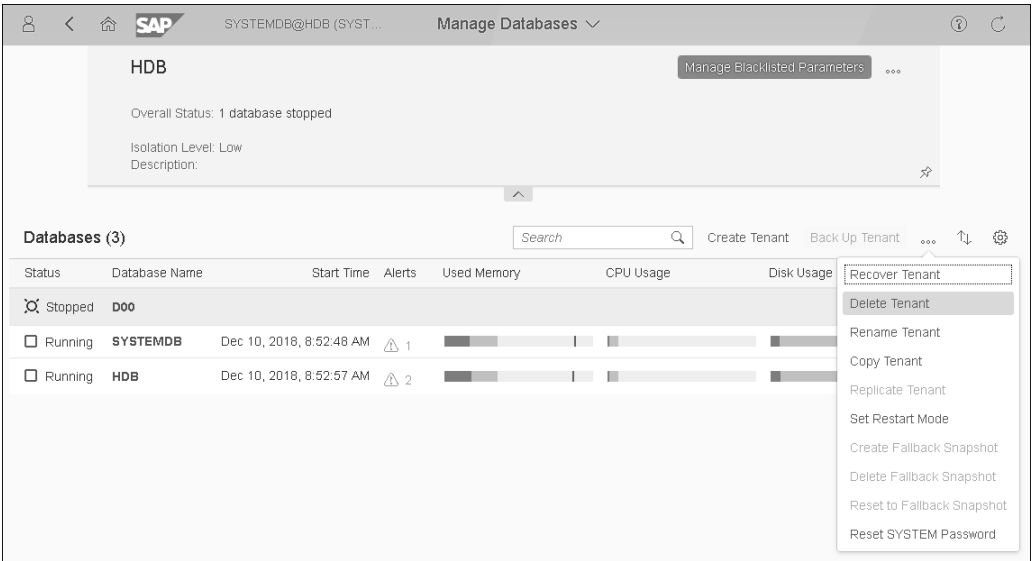 SAP SYSTEMDB@HDB (SYST... Manage Databases
HDB
Manage Blacklisted Parameters
Overall Status: 1 database stopped
Isolation Level: Low
Description:
Databases (3)
Search
Create Tenant Back Up Tenant
Status Database Name Start Time Alerts Used Memory CPU Usage Disk Usage
Stopped D00
Running SYSTEMDB Dec 10, 2018, 8:52:48 AM 1
Running HDB Dec 10, 2018, 8:52:57 AM 2
Recover Tenant
Delete Tenant
Rename Tenant
Copy Tenant
Replicate Tenant
Set Restart Mode
Create Fallback Snapshot
Delete Fallback Snapshot
Reset to Fallback Snapshot
Reset SYSTEM Password